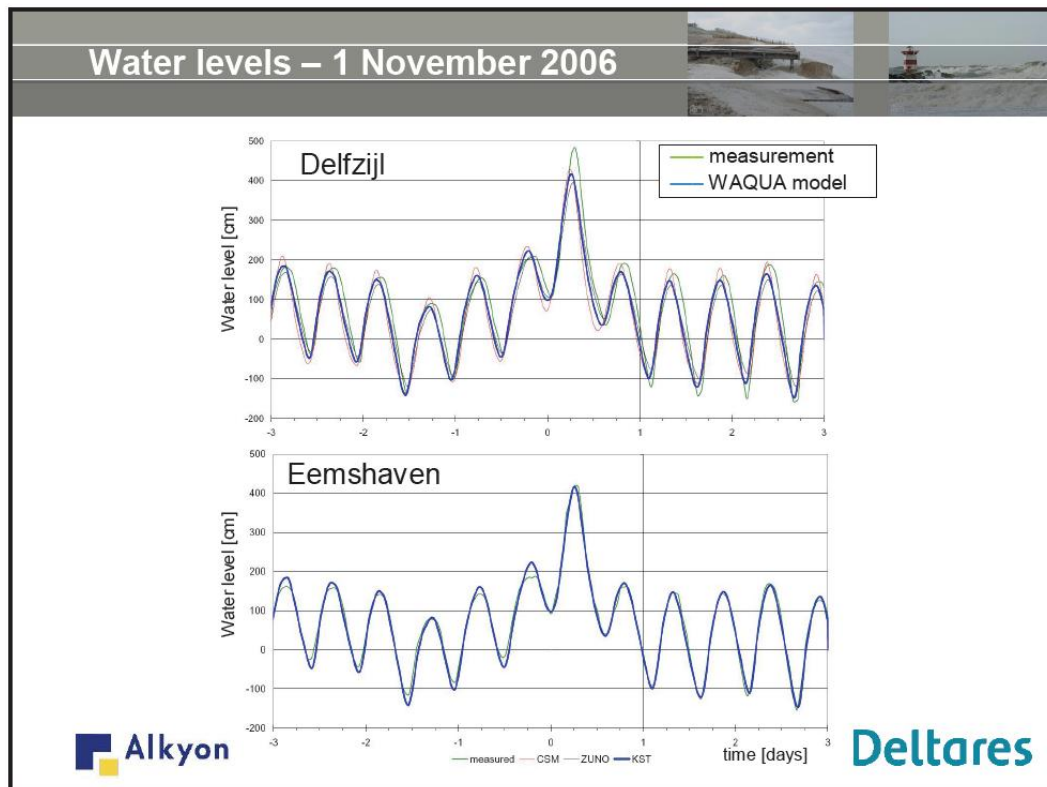 Water levels – 1 November 2006
Delfzijl
measurement
WAQUA model
Water level [cm]
500
400
300
200
100
0
-100
-200
-3
-2
-1
0
1
2
3
Eemshaven
Water level [cm]
500
400
300
200
100
0
-100
-200
-3
-2
-1
0
1
2
3
time [days]
measured CSM ZUNO KST
Alkyon
Deltares